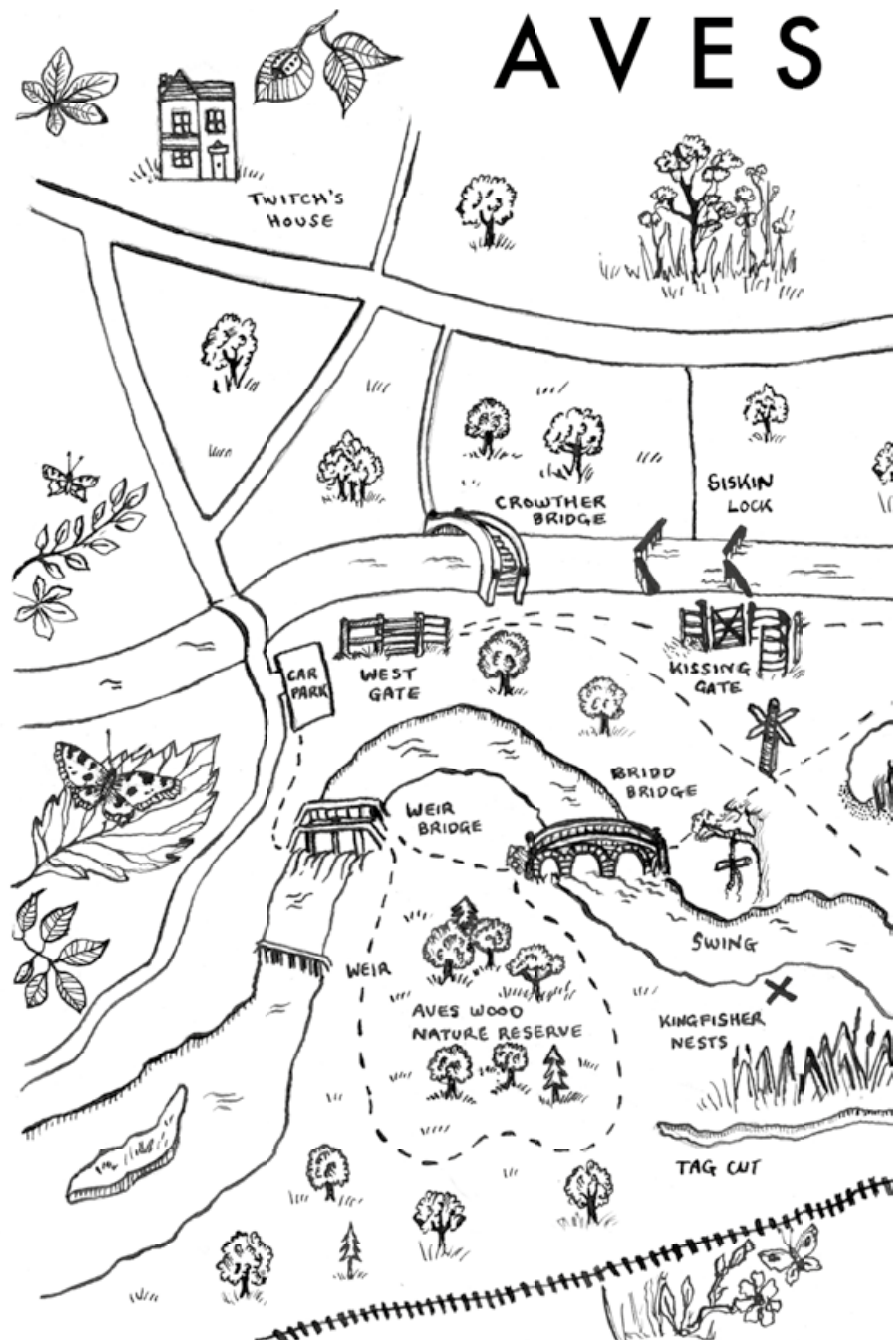 AVES
TWITCH'S
HOUSE
CROWTHER
BRIDGE
SISKIN
LOCK
CAR
PARK
WEST
GATE
KISSING
GATE
BRIDD
BRIDGE
WEIR
BRIDGE
SWING
WEIR
AVES WOOD
NATURE RESERVE
KINGFISHER
NESTS
TAG CUT